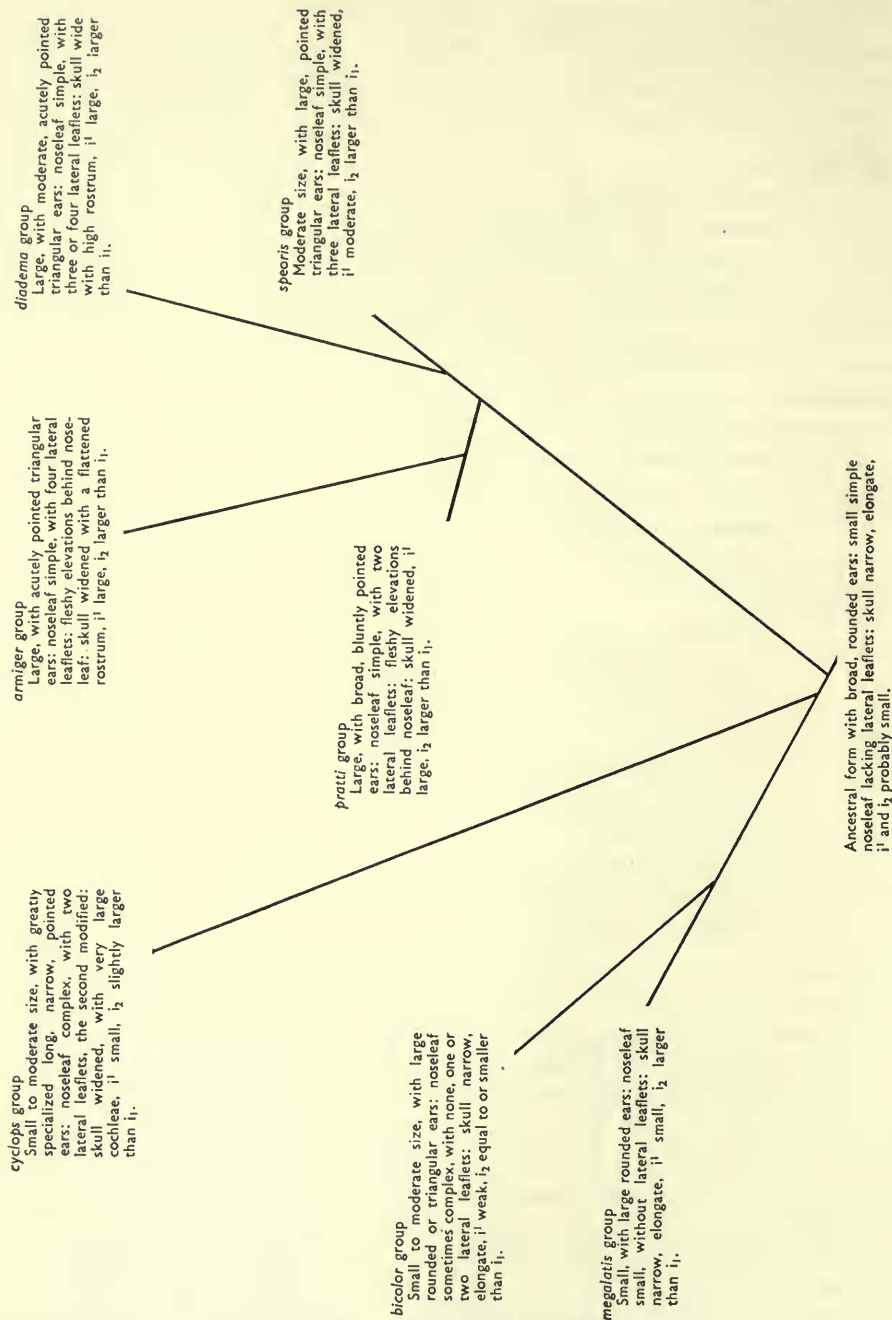 cyclops group
Small to moderate size, with greatly
specialized long, narrow, pointed
ears: noseleaf complex, with two
lateral leaflets, the second modified:
skull widened, with very large
cochleae, i¹ small, i₂ slightly larger
than i₁.
armiger group
Large, with acutely pointed triangular
ears: noseleaf simple, with four lateral
leaflets: fleshy elevations behind nose-
leaf: skull widened with a flattened
rostrum, i¹ large, i₂ larger than i₁.
diadema group
Large, with moderate, acutely pointed
triangular ears: noseleaf simple, with
three or four lateral leaflets: skull wide
with high rostrum, i¹ large, i₂ larger
than i₁.
speoris group
Moderate size, with large, pointed
triangular ears: noseleaf simple, with
three lateral leaflets: skull widened,
i¹ moderate, i₂ larger than i₁.
pratti group
Large, with broad, bluntly pointed
ears: noseleaf simple, with two
lateral leaflets: fleshy elevations
behind noseleaf: skull widened, i¹
large, i₂ larger than i₁.
bicolor group
Small to moderate size, with large
rounded or triangular ears: noseleaf
sometimes complex, with none, one or
two lateral leaflets: skull narrow,
elongate, i¹ weak, i₂ equal to or smaller
than i₁.
megalatis group
Small, with large rounded ears: noseleaf
small, without lateral leaflets: skull
narrow, elongate, i¹ small, i₂ larger
than i₁.
Ancestral form with broad, rounded ears: small simple
noseleaf lacking lateral leaflets: skull narrow, elongate,
i¹ and i₂ probably small.